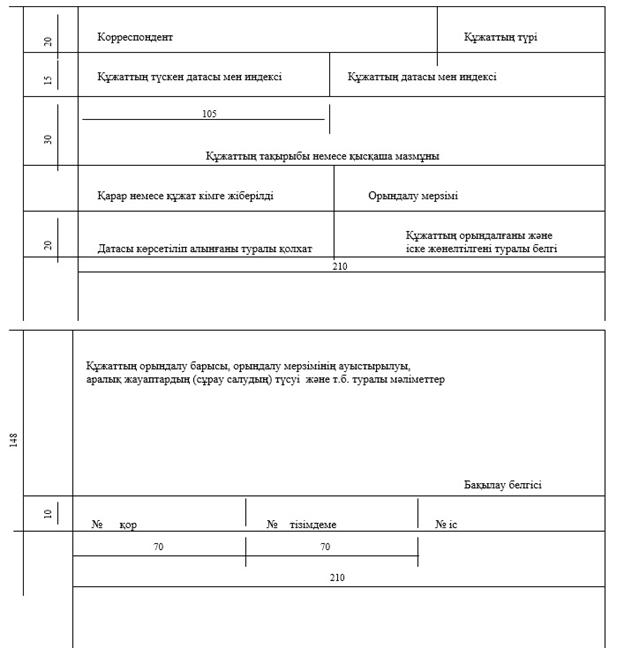 20
Корреспондент
Құжаттың түрі
15
Құжаттың түскен датасы мен индексі
Құжаттың датасы мен индексі
30
105
Құжаттың тақырыбы немесе қысқаша мазмұны
Қарар немесе құжат кімге жіберілді
Орындалу мерзімі
20
Датасы көрсетіліп алынғаны туралы қолхат
Құжаттың орындалғаны және
іске жөнелтілгені туралы белгі
210
148
Құжаттың орындалу барысы, орындалу мерзімінің ауыстырылуы,
аралық жауаптардың (сұрау салудың) түсуі және т.б. туралы мәліметтер
Бақылау белгісі
10
№ қор
№ тізімдеме
№ іс
70
70
210